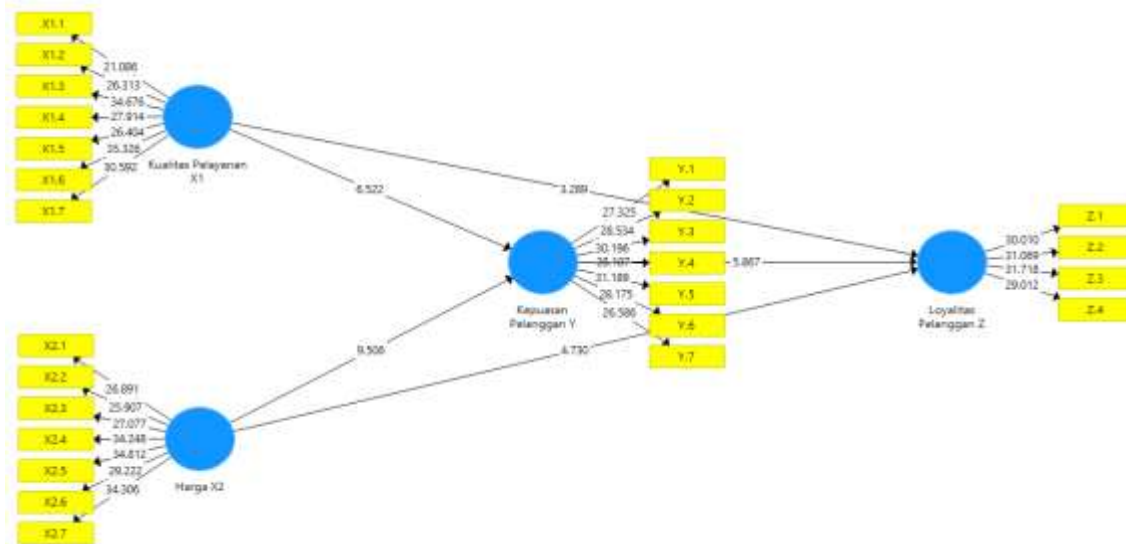 X1.1
X1.2
X1.3
X1.4
X1.5
X1.6
X1.7
21.086
26.313
34.676
27.914
26.404
35.326
30.592
Kualitas Pelayanan
X1
6.522
3.289
Y.1
Y.2
Y.3
Y.4
Y.5
Y.6
Y.7
27.325
28.534
30.196
31.189
28.175
26.586
Kepuasan
Pelanggan Y
5.867
Z.1
Z.2
Z.3
Z.4
30.010
31.069
31.718
29.012
Loyalitas
Pelanggan Z
9.506
4.730
X2.1
X2.2
X2.3
X2.4
X2.5
X2.6
X2.7
26.891
25.907
27.077
34.248
34.612
29.222
34.306
Harga X2